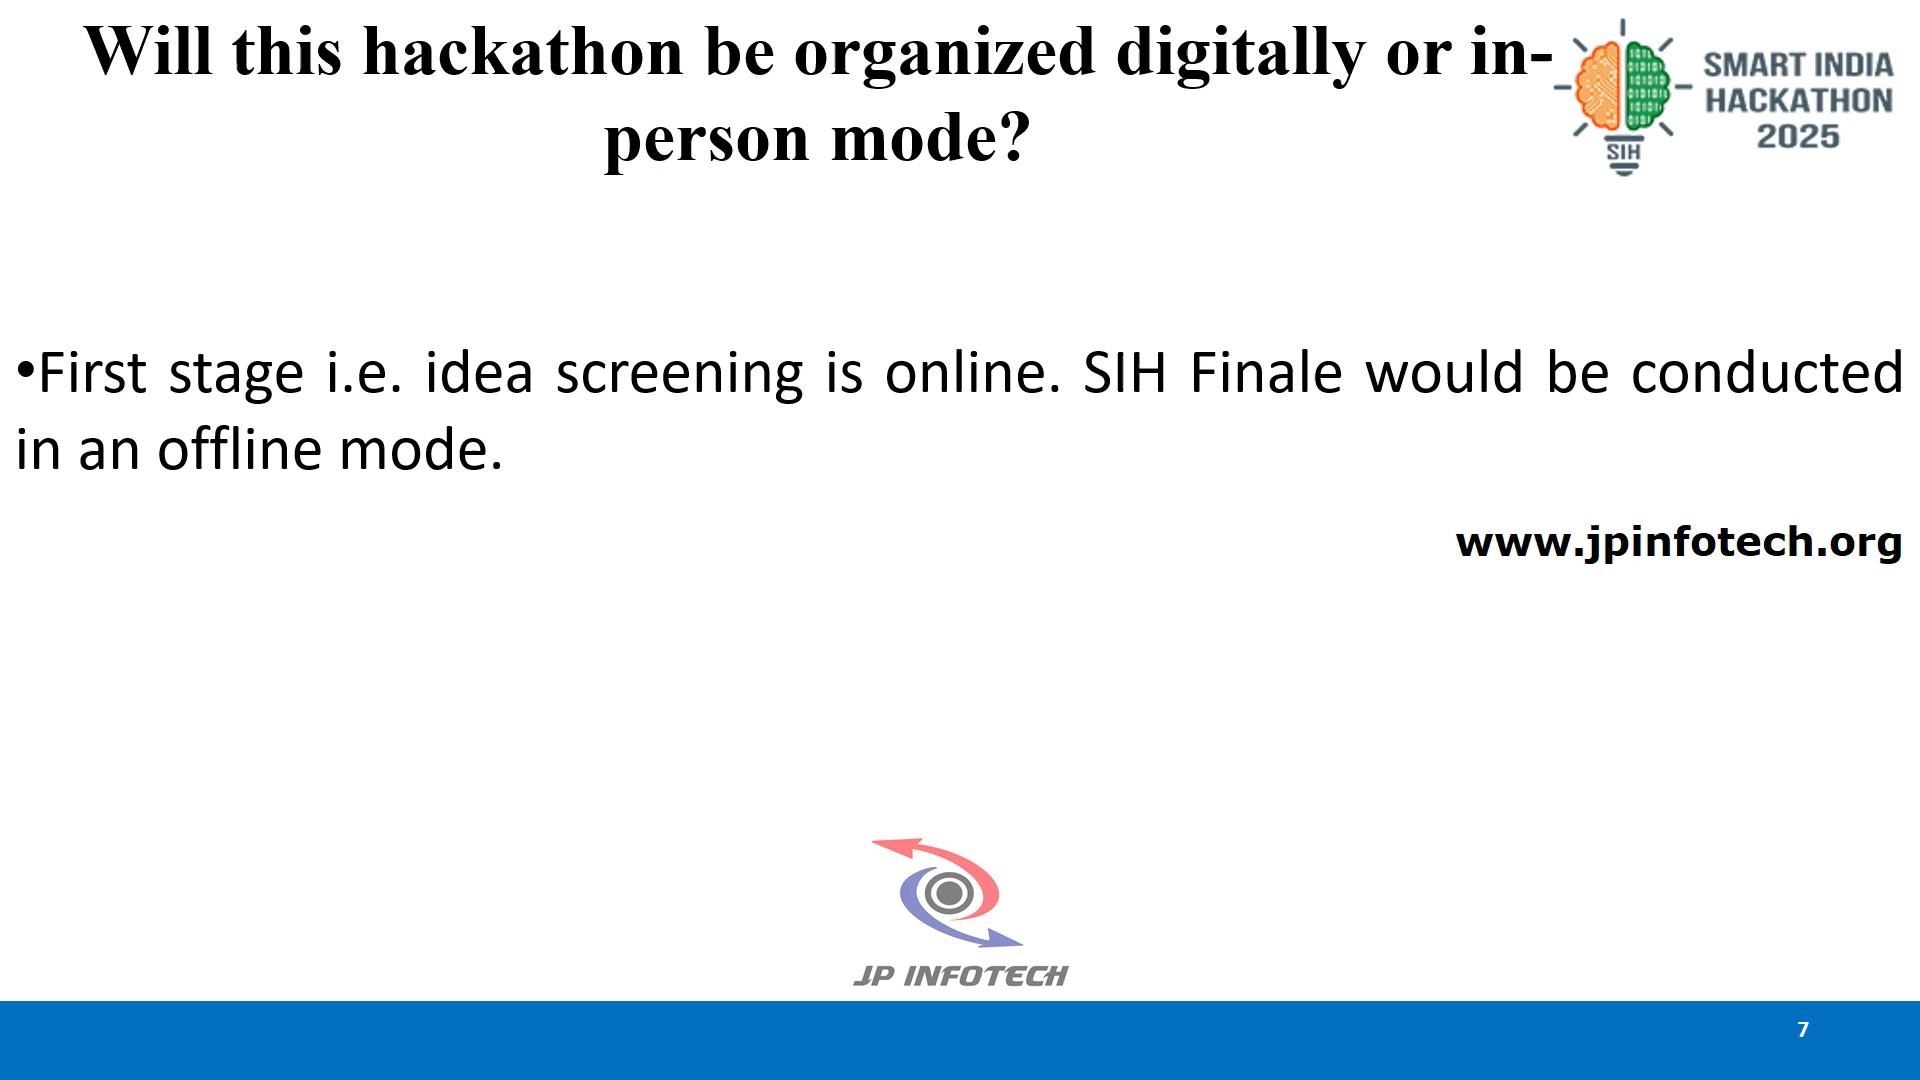 Will this hackathon be organized digitally or in-
person mode?
SIH
SMART INDIA
HACKATHON
2025
•First stage i.e. idea screening is online. SIH Finale would be conducted
in an offline mode.
www.jpinfotech.org
JP INFOTECH
7